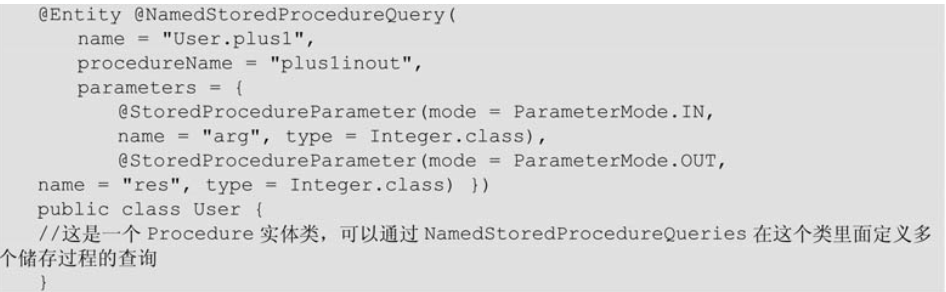 @Entity @NamedStoredProcedureQuery(
name = "User.plus1",
procedureName = "plus1inout",
parameters = {
@StoredProcedureParameter(mode = ParameterMode.IN,
name = "arg", type = Integer.class),
@StoredProcedureParameter(mode = ParameterMode.OUT,
name = "res", type = Integer.class) })
public class User {
//这是一个 Procedure 实体类，可以通过 NamedStoredProcedureQueries 在这个类里面定义多
个储存过程的查询
}